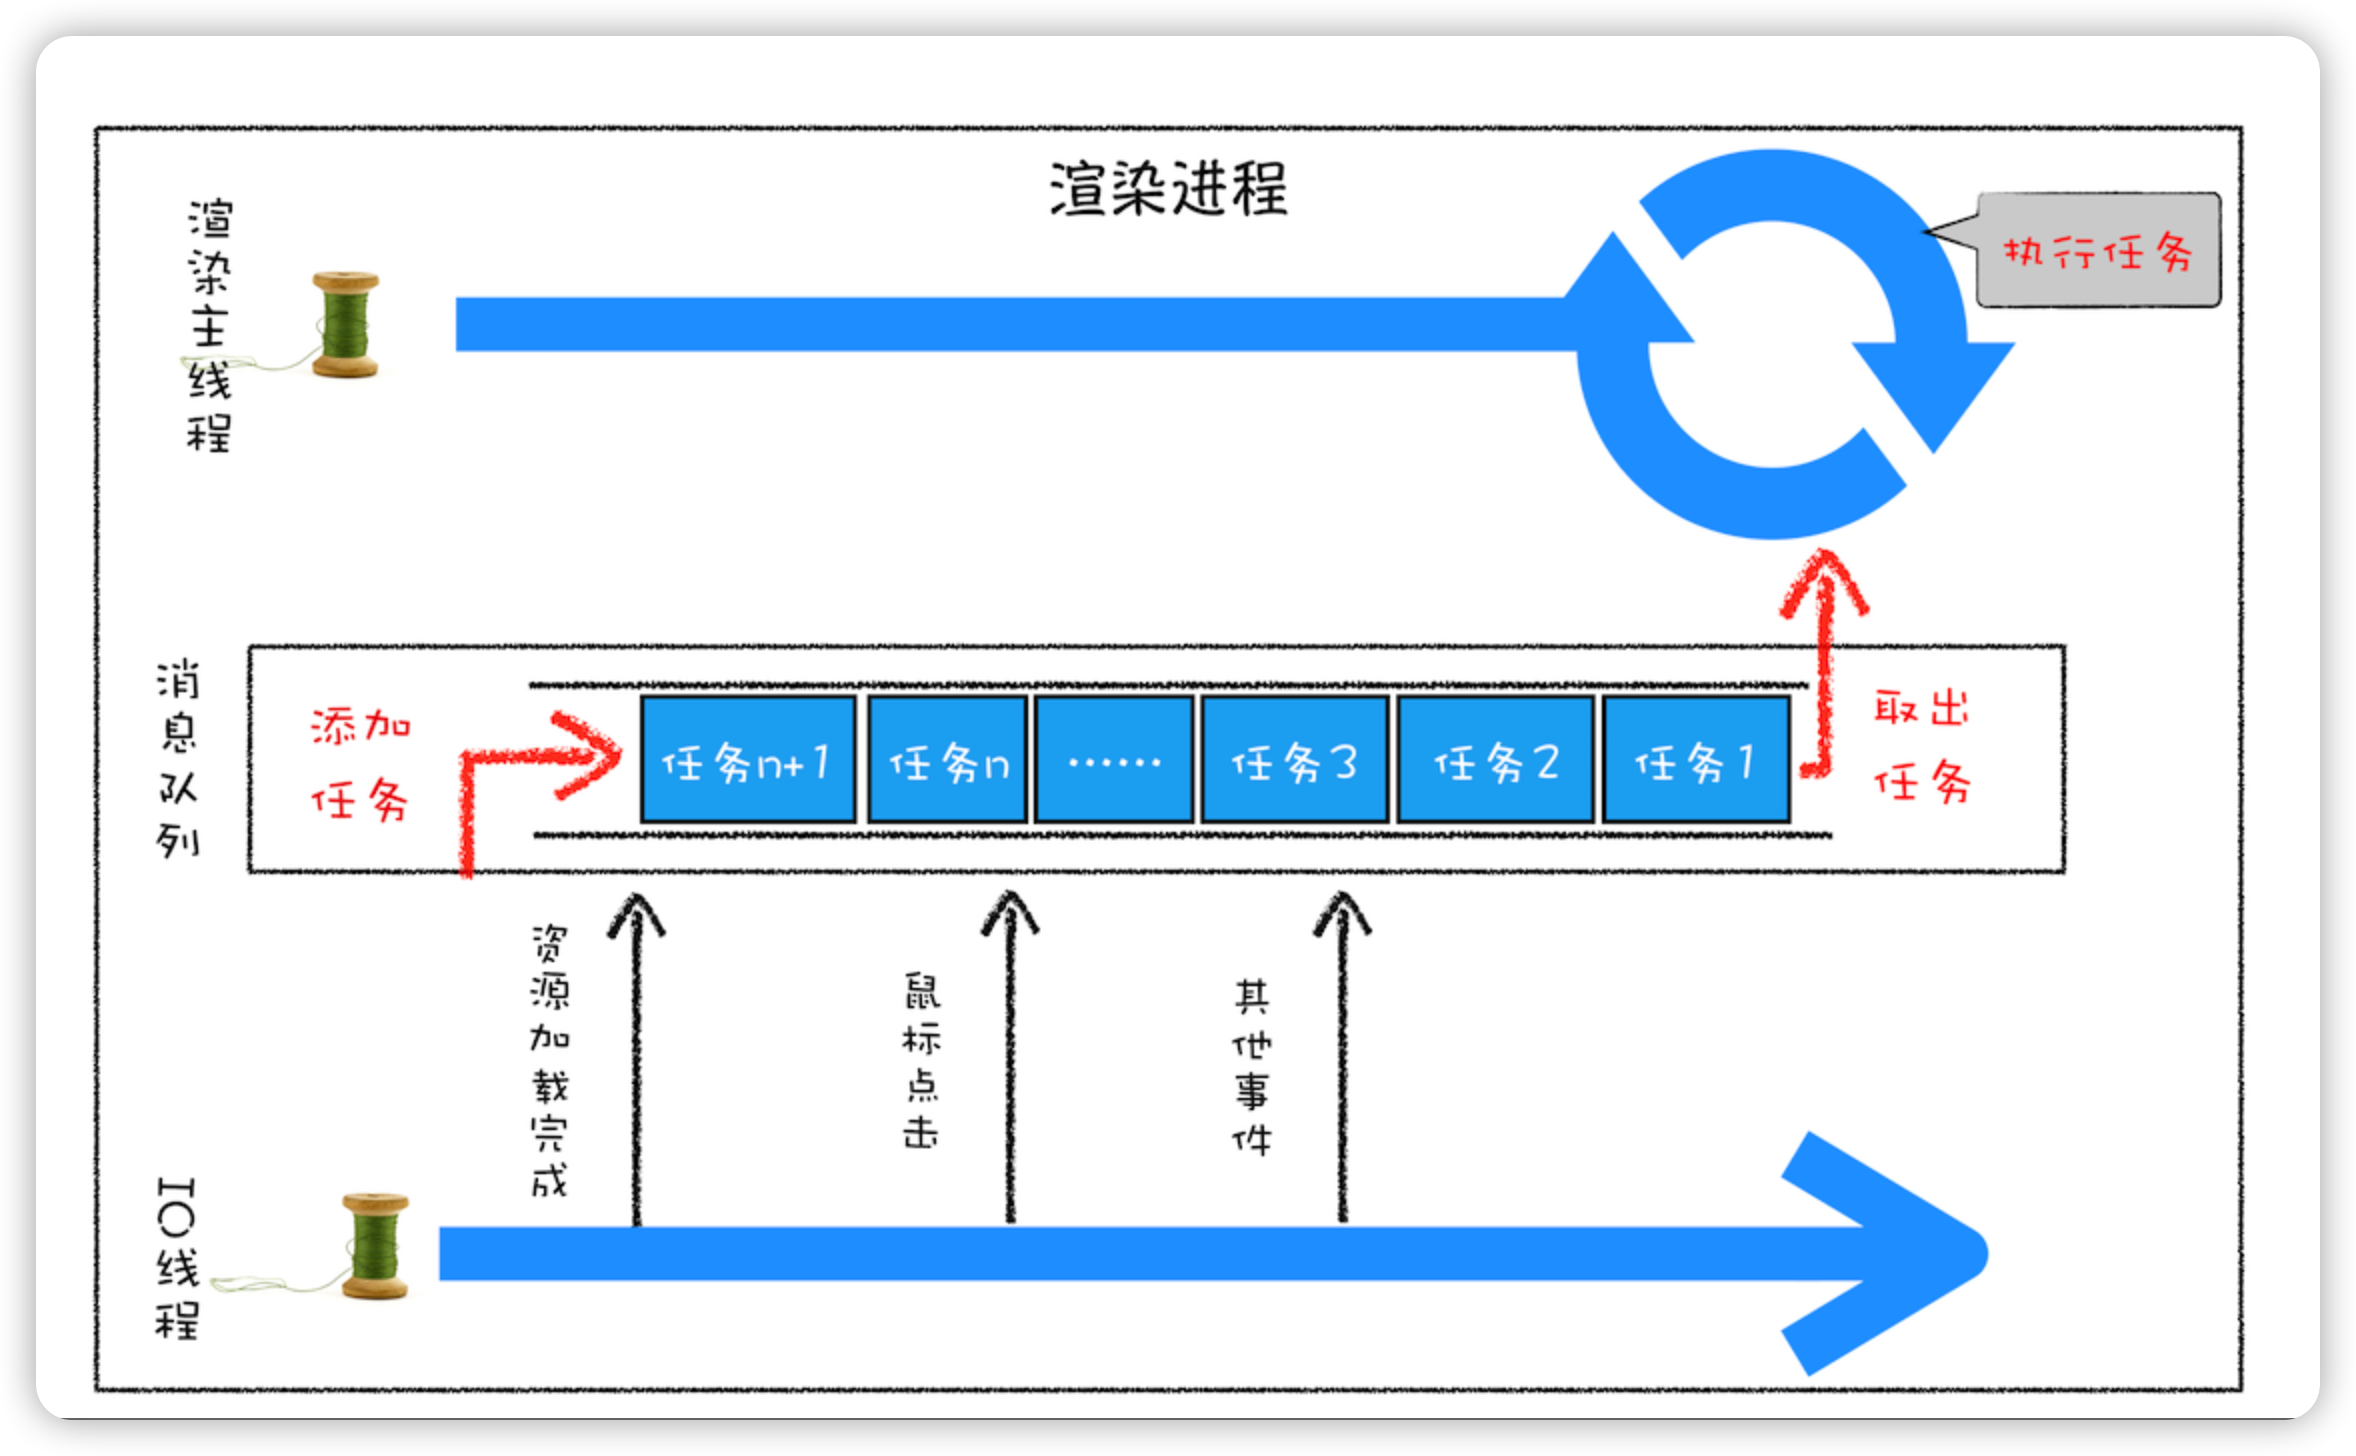 渲染进程
渲染主线程
执行任务
消息队列
添加
任务
任务n+1
任务n
……
任务3
任务2
任务1
取出
任务
资源加载完成
鼠标点击
其他事件
IO线程